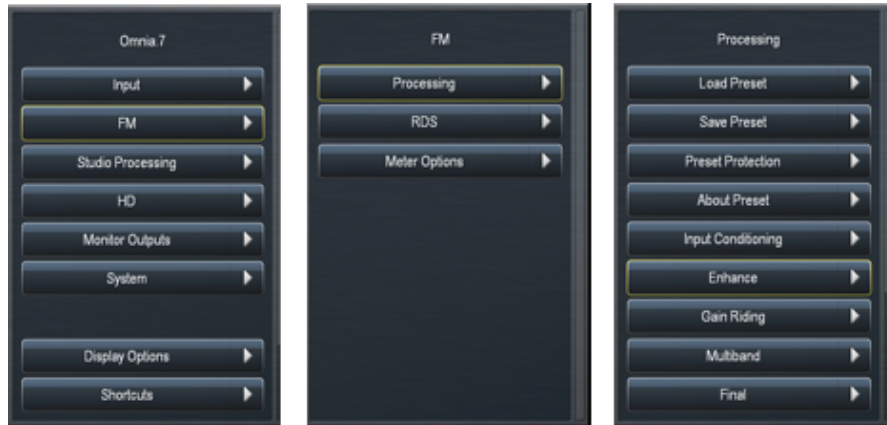 Omnia.7
Input
FM
Studio Processing
HD
Monitor Outputs
System
Display Options
Shortcuts
FM
Processing
RDS
Meter Options
Processing
Load Preset
Save Preset
Preset Protection
About Preset
Input Conditioning
Enhance
Gain Riding
Multiband
Final